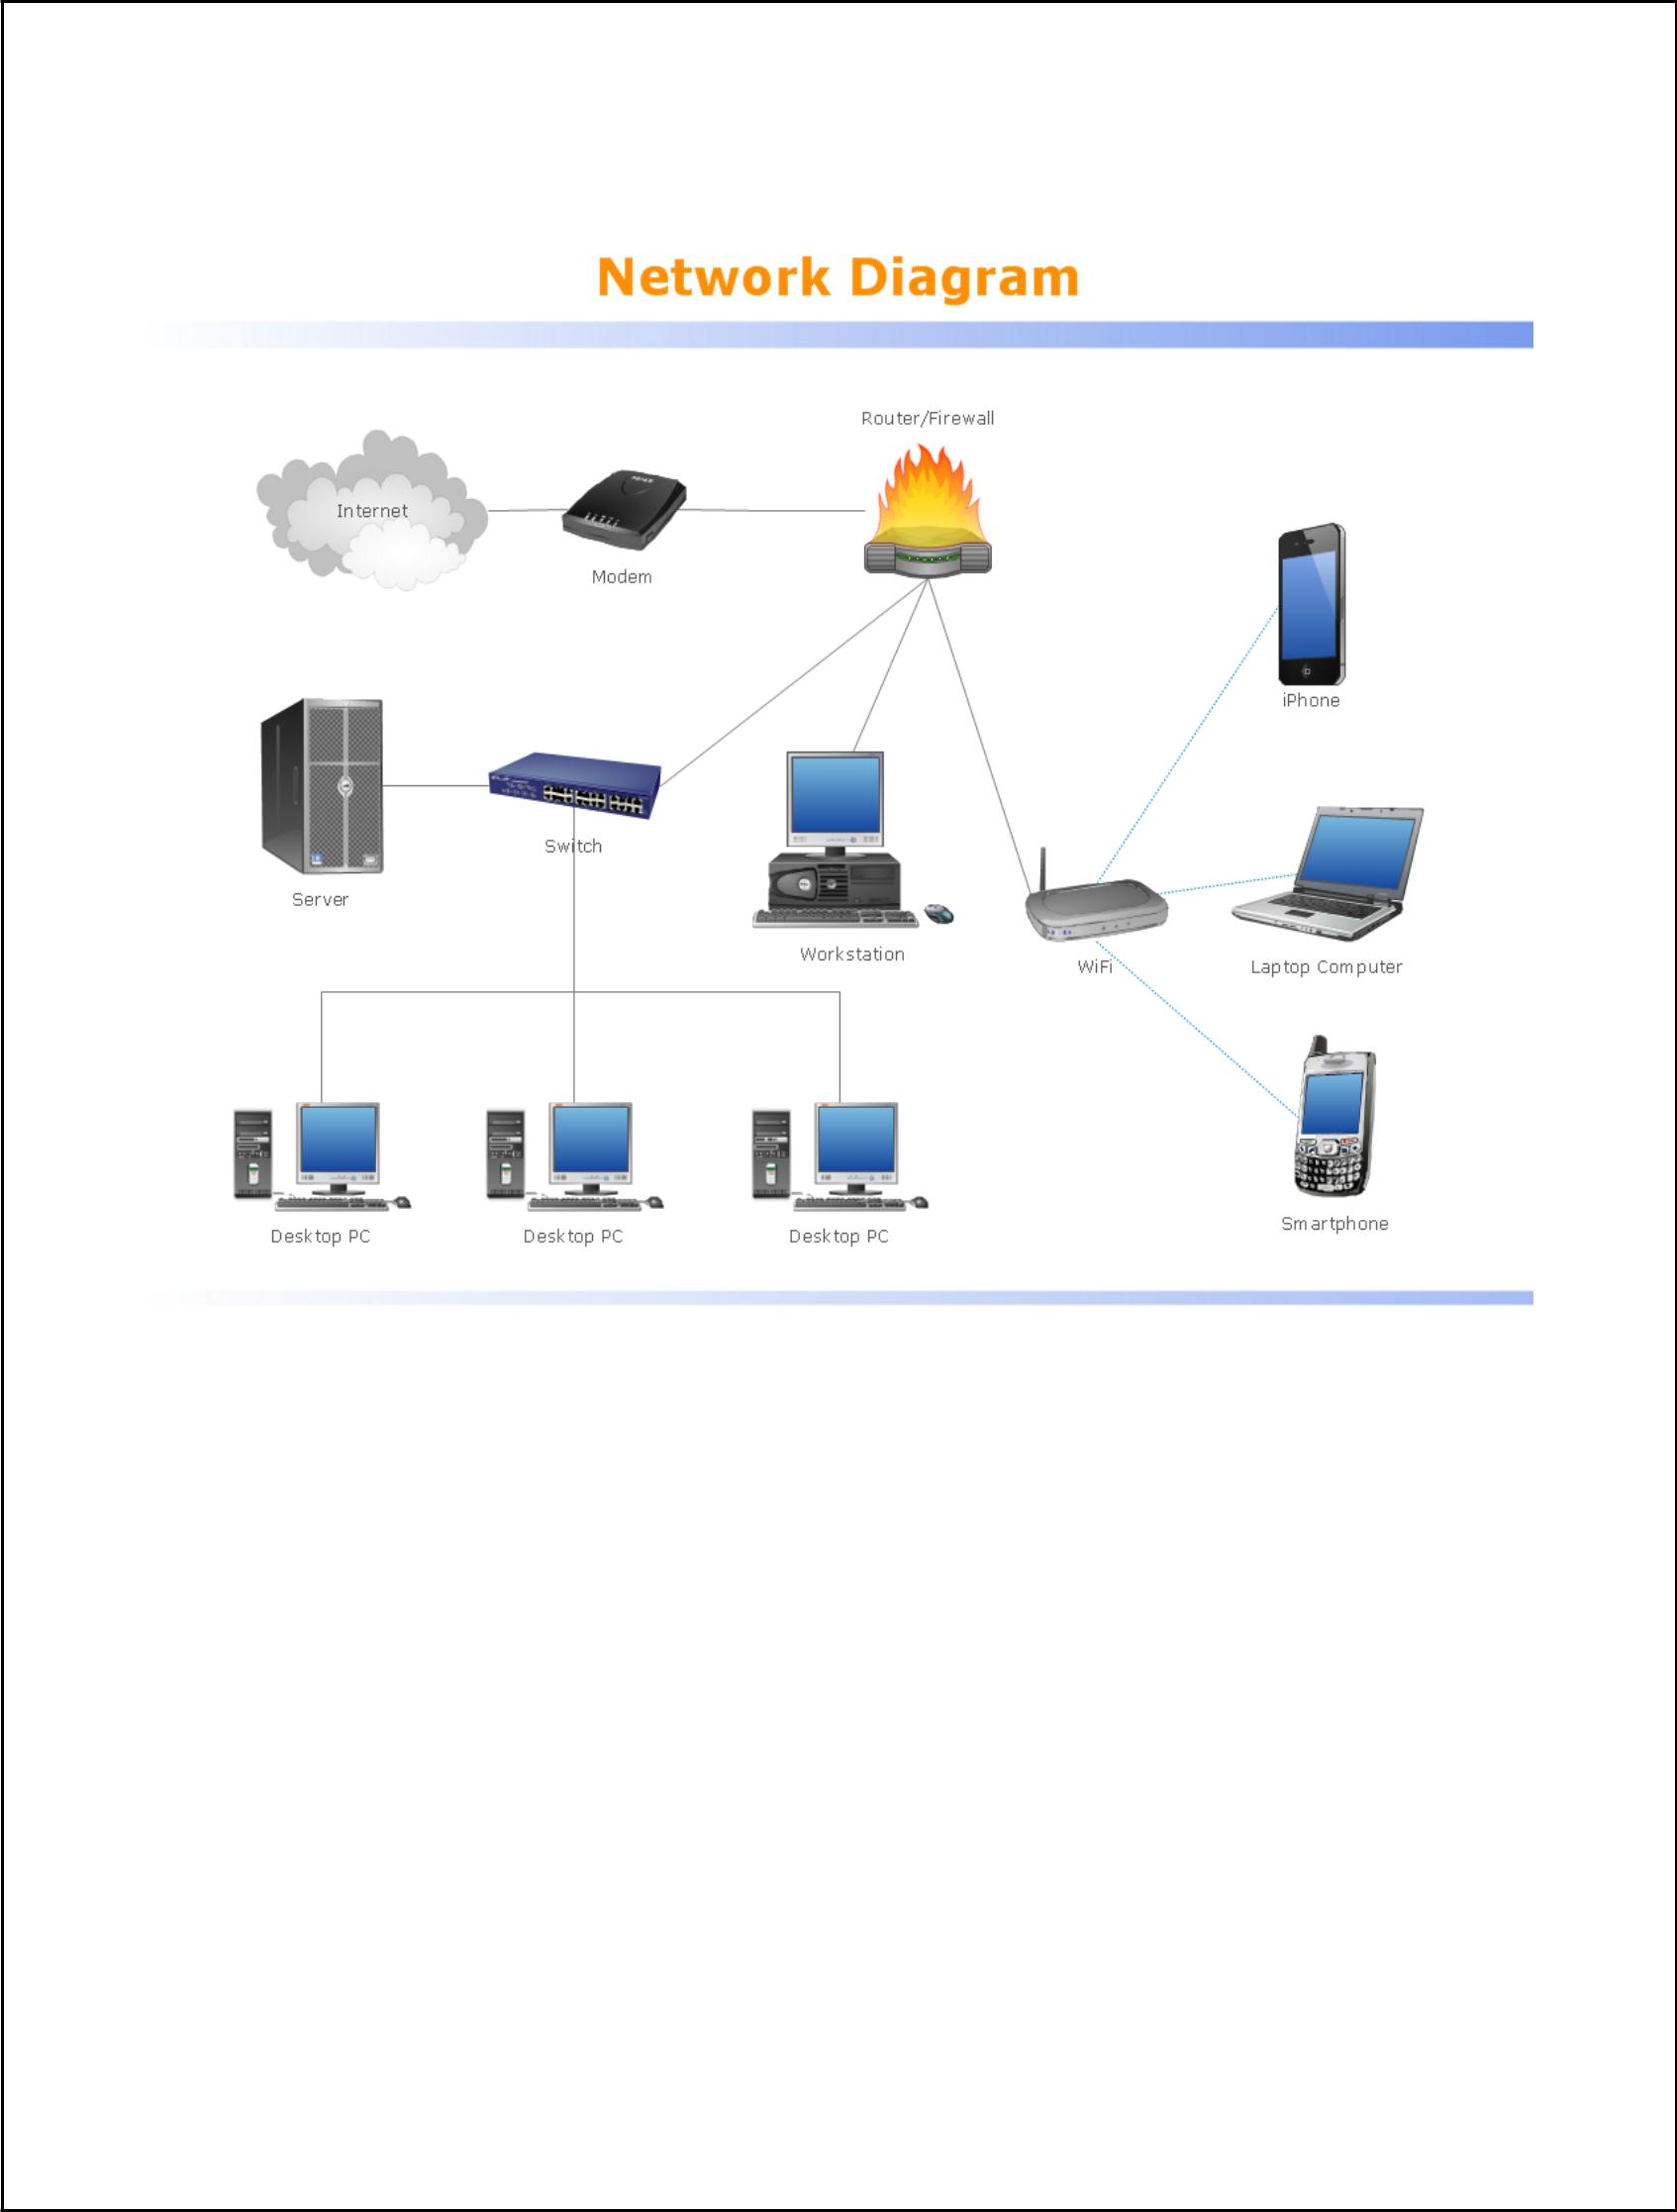 Network Diagram
Router/Firewall
Internet
Modem
iPhone
Switch
Server
Workstation
WiFi
Laptop Computer
Smartphone
Desktop PC
Desktop PC
Desktop PC